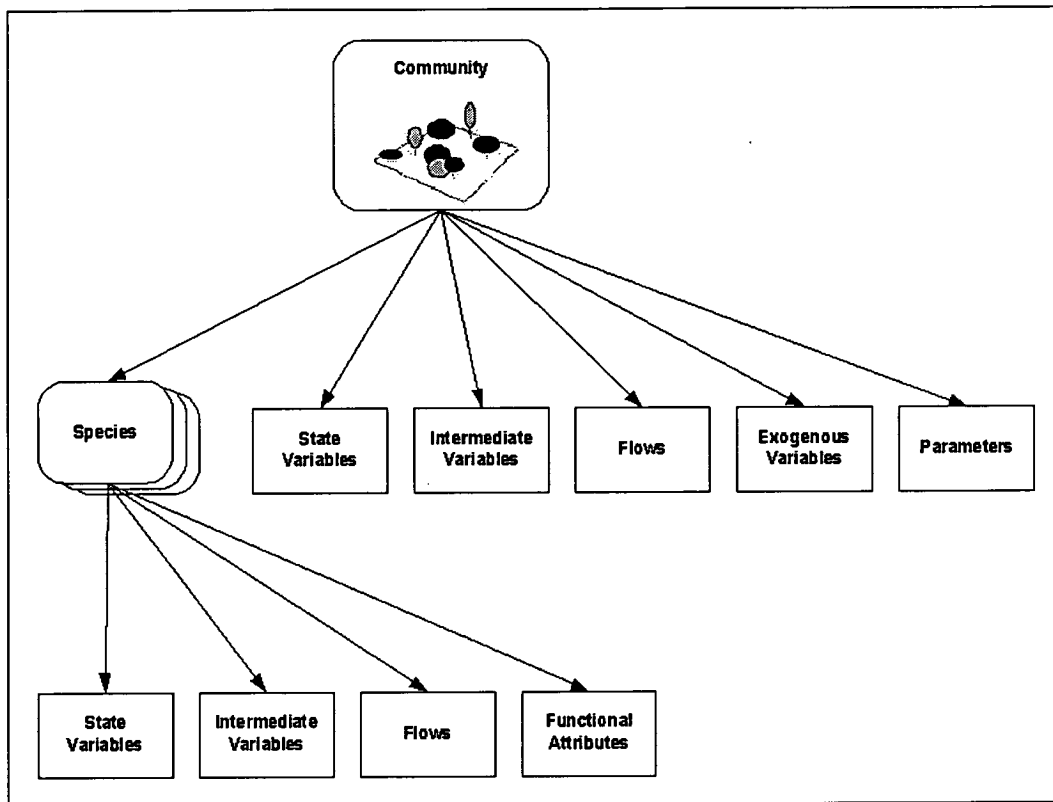 Community
Species
State
Variables
Intermediate
Variables
Flows
Exogenous
Variables
Parameters
State
Variables
Intermediate
Variables
Flows
Functional
Attributes